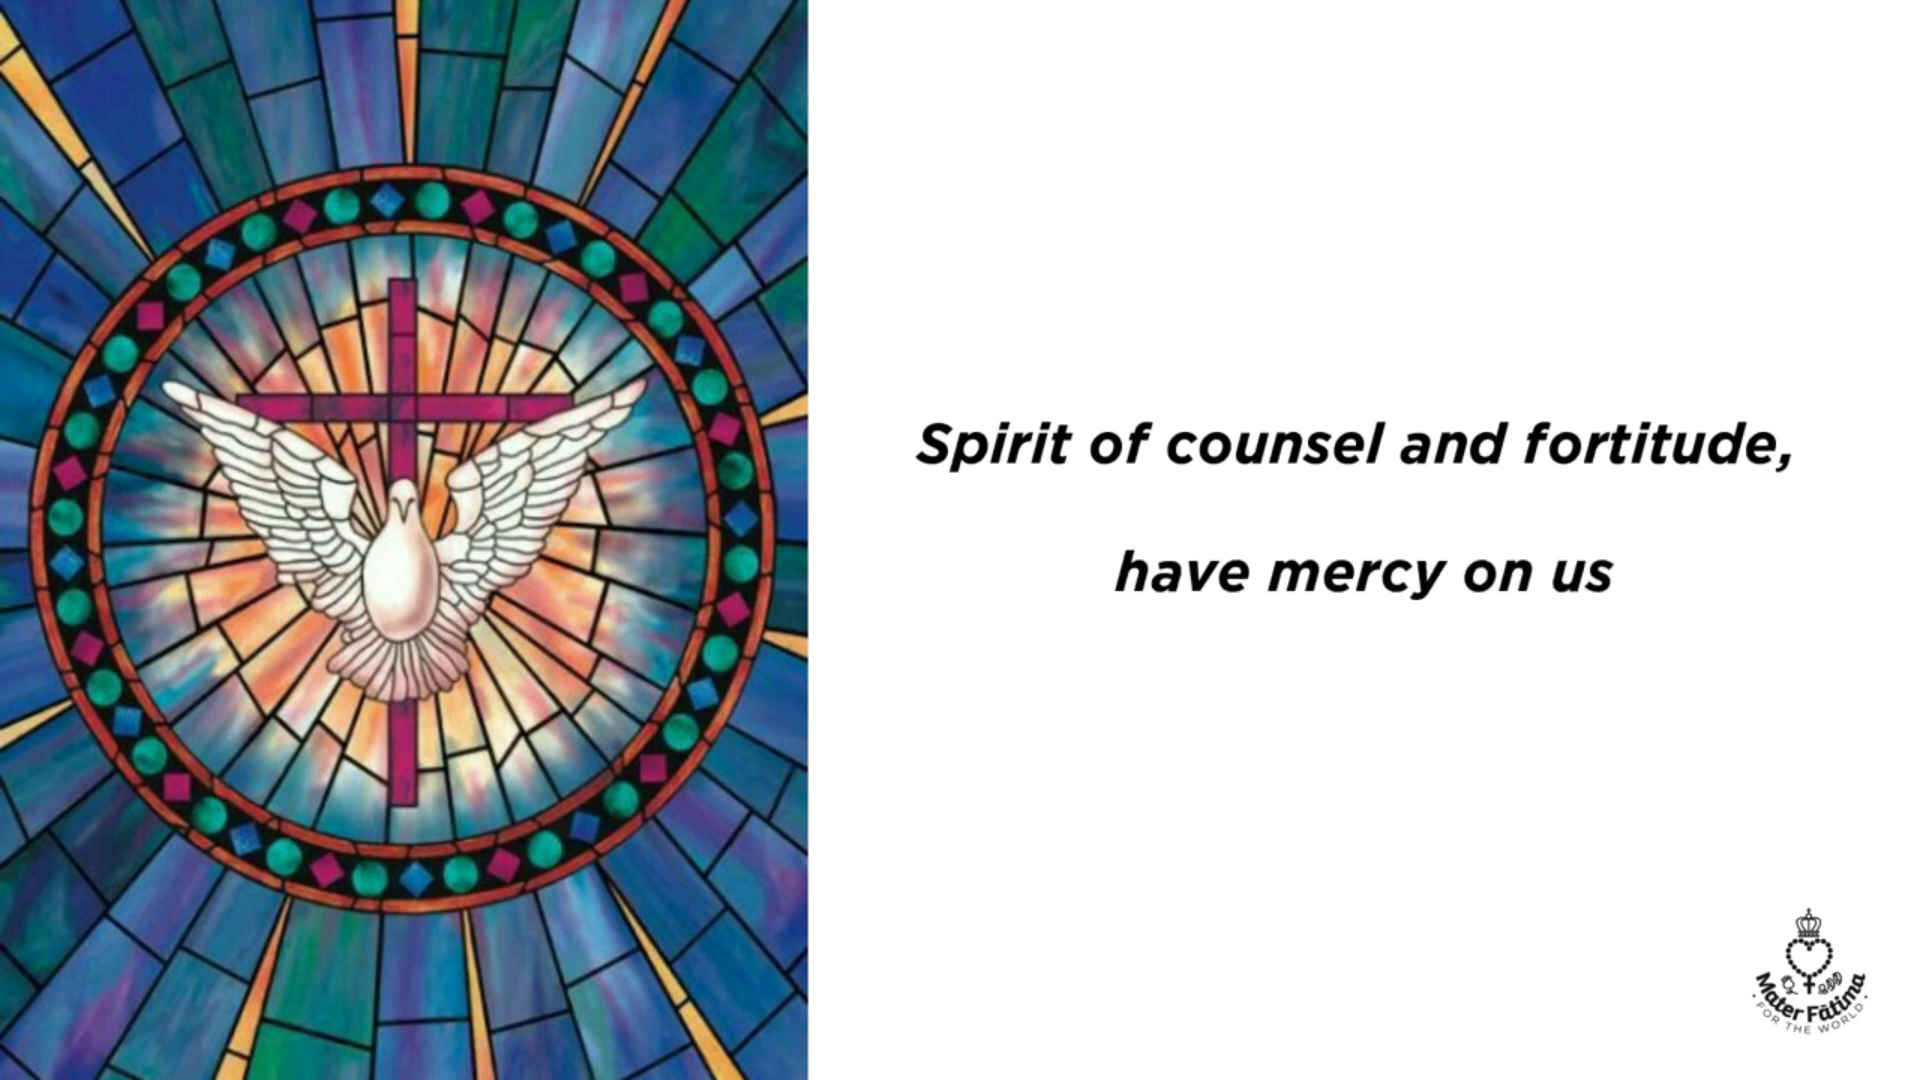 Spirit of counsel and fortitude,
have mercy on us
Mater Fátima
• FOR THE WORLD •